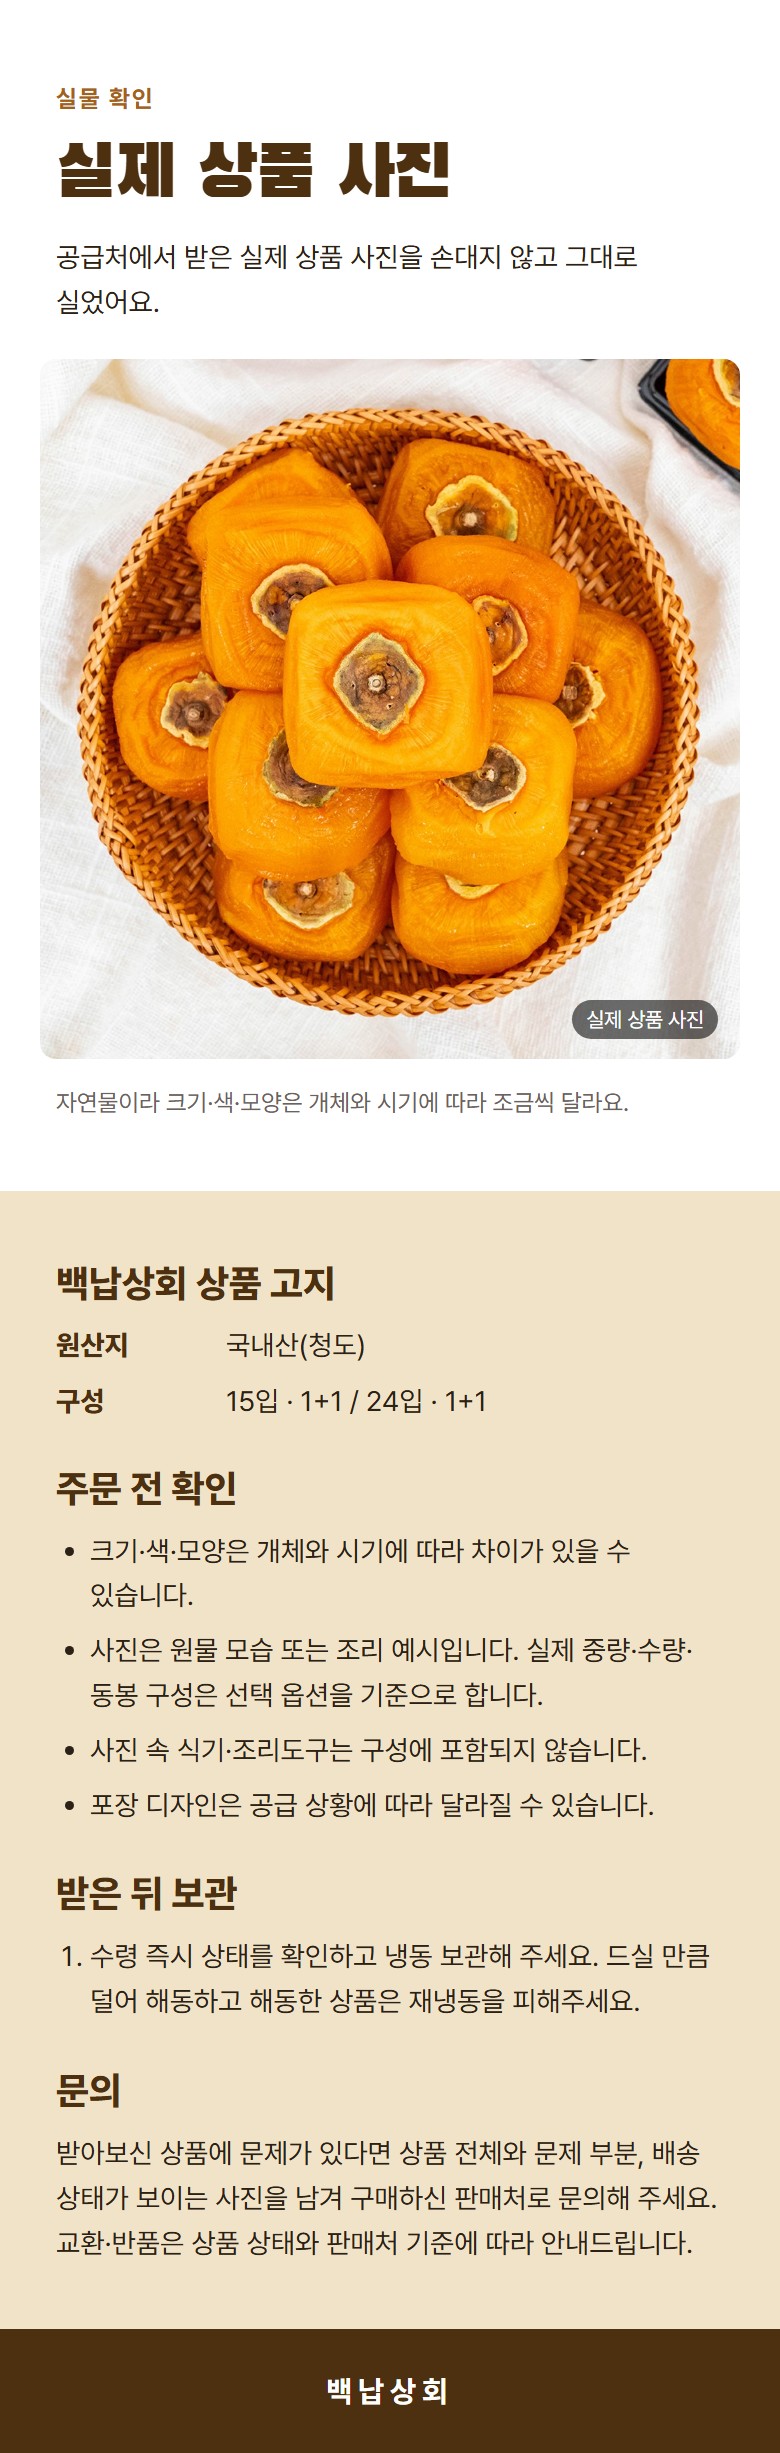 실물 확인
실제 상품 사진
공급처에서 받은 실제 상품 사진을 손대지 않고 그대로
실었어요.
실제 상품 사진
자연물이라 크기·색·모양은 개체와 시기에 따라 조금씩 달라요.
백납상회 상품 고지
원산지 국내산(청도)
구성 15입 · 1+1 / 24입 · 1+1
주문 전 확인
• 크기·색·모양은 개체와 시기에 따라 차이가 있을 수
있습니다.
• 사진은 원물 모습 또는 조리 예시입니다. 실제 중량·수량·
동봉 구성은 선택 옵션을 기준으로 합니다.
• 사진 속 식기·조리도구는 구성에 포함되지 않습니다.
• 포장 디자인은 공급 상황에 따라 달라질 수 있습니다.
받은 뒤 보관
1. 수령 즉시 상태를 확인하고 냉동 보관해 주세요. 드실 만큼
덜어 해동하고 해동한 상품은 재냉동을 피해주세요.
문의
받아보신 상품에 문제가 있다면 상품 전체와 문제 부분, 배송
상태가 보이는 사진을 남겨 구매하신 판매처로 문의해 주세요.
교환·반품은 상품 상태와 판매처 기준에 따라 안내드립니다.
백납상회